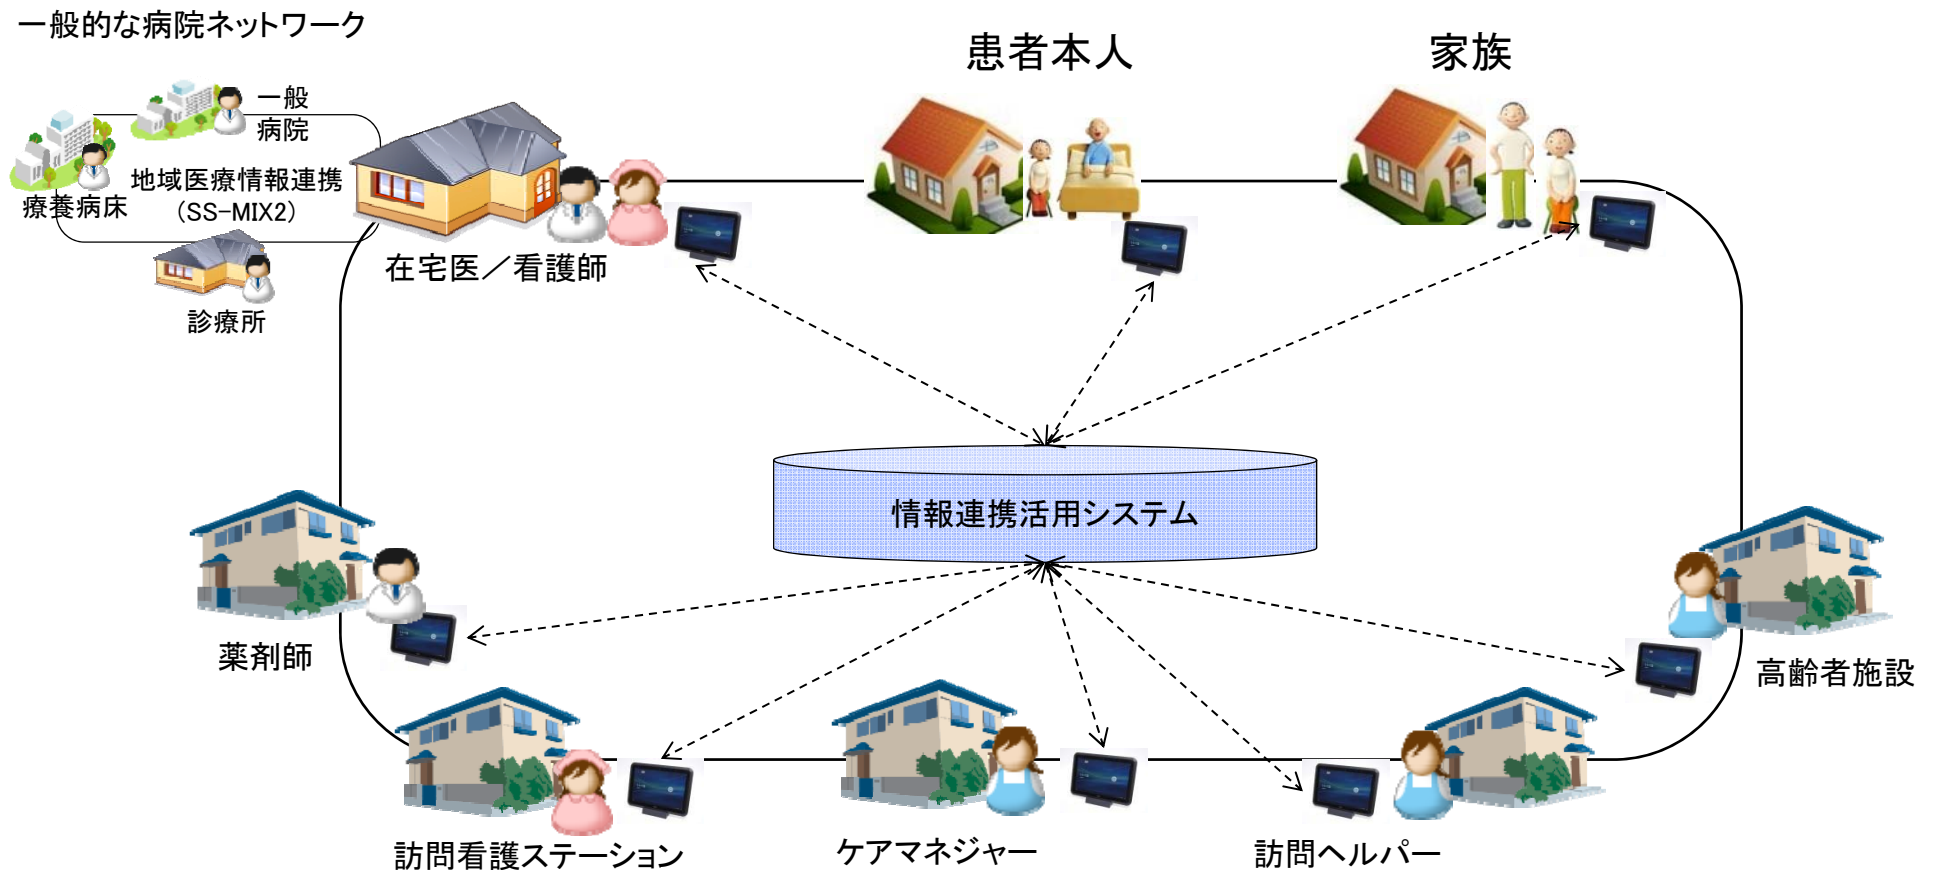 一般的な病院ネットワーク
患者本人
家族
一般
病院
地域医療情報連携
（SS-MIX2）
療養病床
在宅医／看護師
診療所
情報連携活用システム
薬剤師
高齢者施設
訪問看護ステーション
ケアマネジャー
訪問ヘルパー